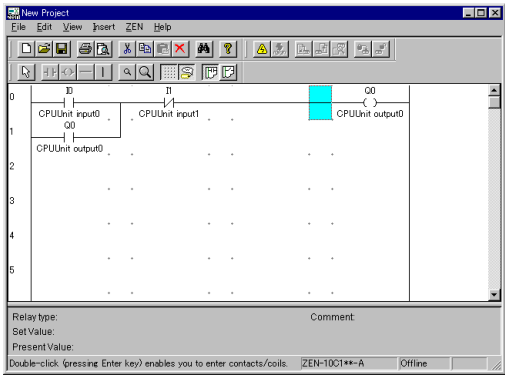 New Project
File Edit View Insert ZEN Help
0 I0 I1 Q0
CPUUnit input0 CPUUnit input1 CPUUnit output0
1 Q0
CPUUnit output0
2
3
4
5
Relay type: Comment:
Set Value:
Present Value:
Double-click (pressing Enter key) enables you to enter contacts/coils. ZEN-10C1**-A Offline